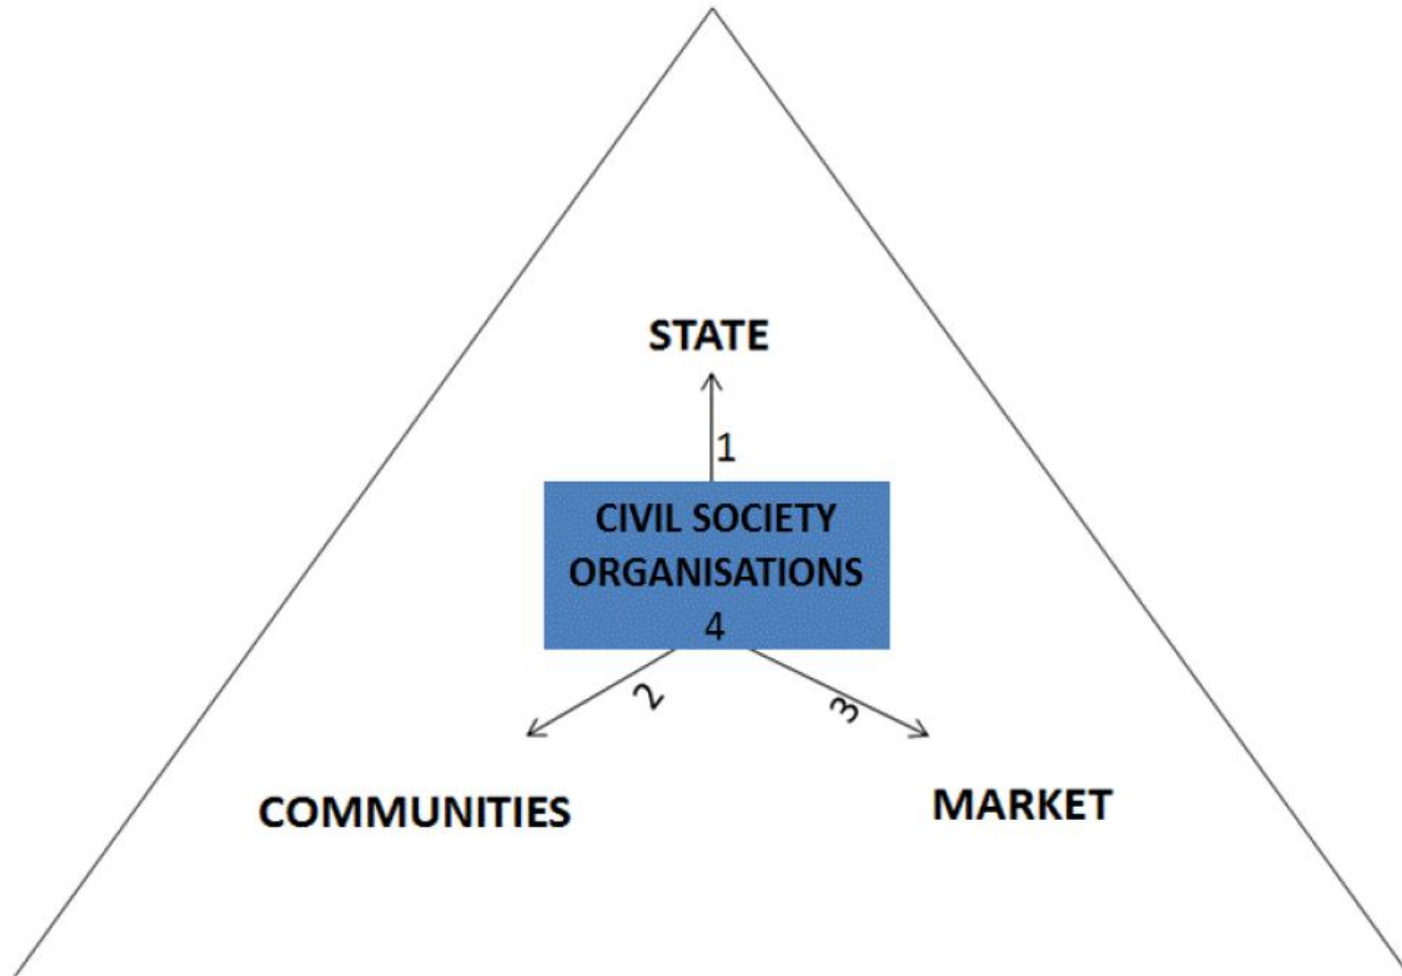 STATE
1
CIVIL SOCIETY
ORGANISATIONS
4
2
3
COMMUNITIES
MARKET